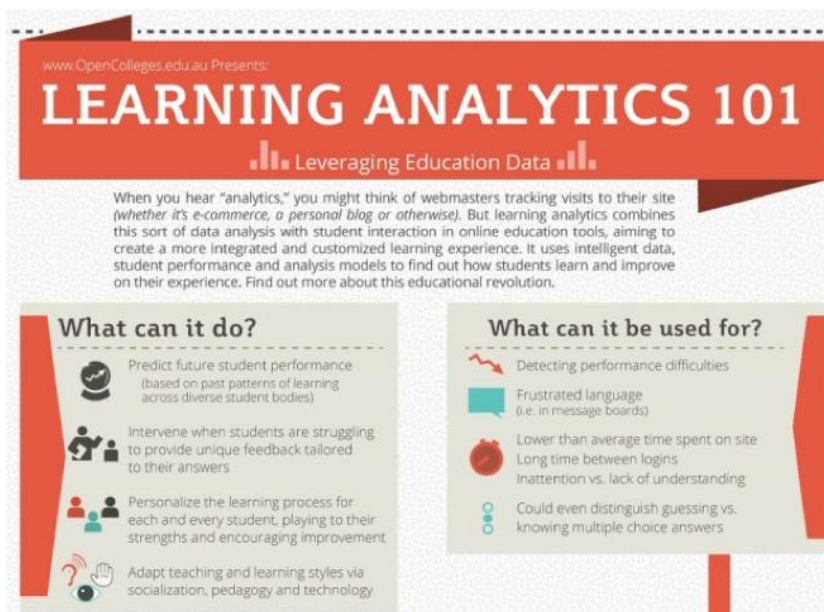 www.OpenColleges.edu.au Presents:
LEARNING ANALYTICS 101
Leveraging Education Data
When you hear "analytics," you might think of webmasters tracking visits to their site
(whether it's e-commerce, a personal blog or otherwise). But learning analytics combines
this sort of data analysis with student interaction in online education tools, aiming to
create a more integrated and customized learning experience. It uses intelligent data,
student performance and analysis models to find out how students learn and improve
on their experience. Find out more about this educational revolution.
What can it do?
Predict future student performance
(based on past patterns of learning
across diverse student bodies)
Intervene when students are struggling
to provide unique feedback tailored
to their answers
Personalize the learning process for
each and every student, playing to their
strengths and encouraging improvement
Adapt teaching and learning styles via
socialization, pedagogy and technology
What can it be used for?
Detecting performance difficulties
Frustrated language
(i.e. in message boards)
Lower than average time spent on site
Long time between logins
Inattention vs. lack of understanding
Could even distinguish guessing vs.
knowing multiple choice answers